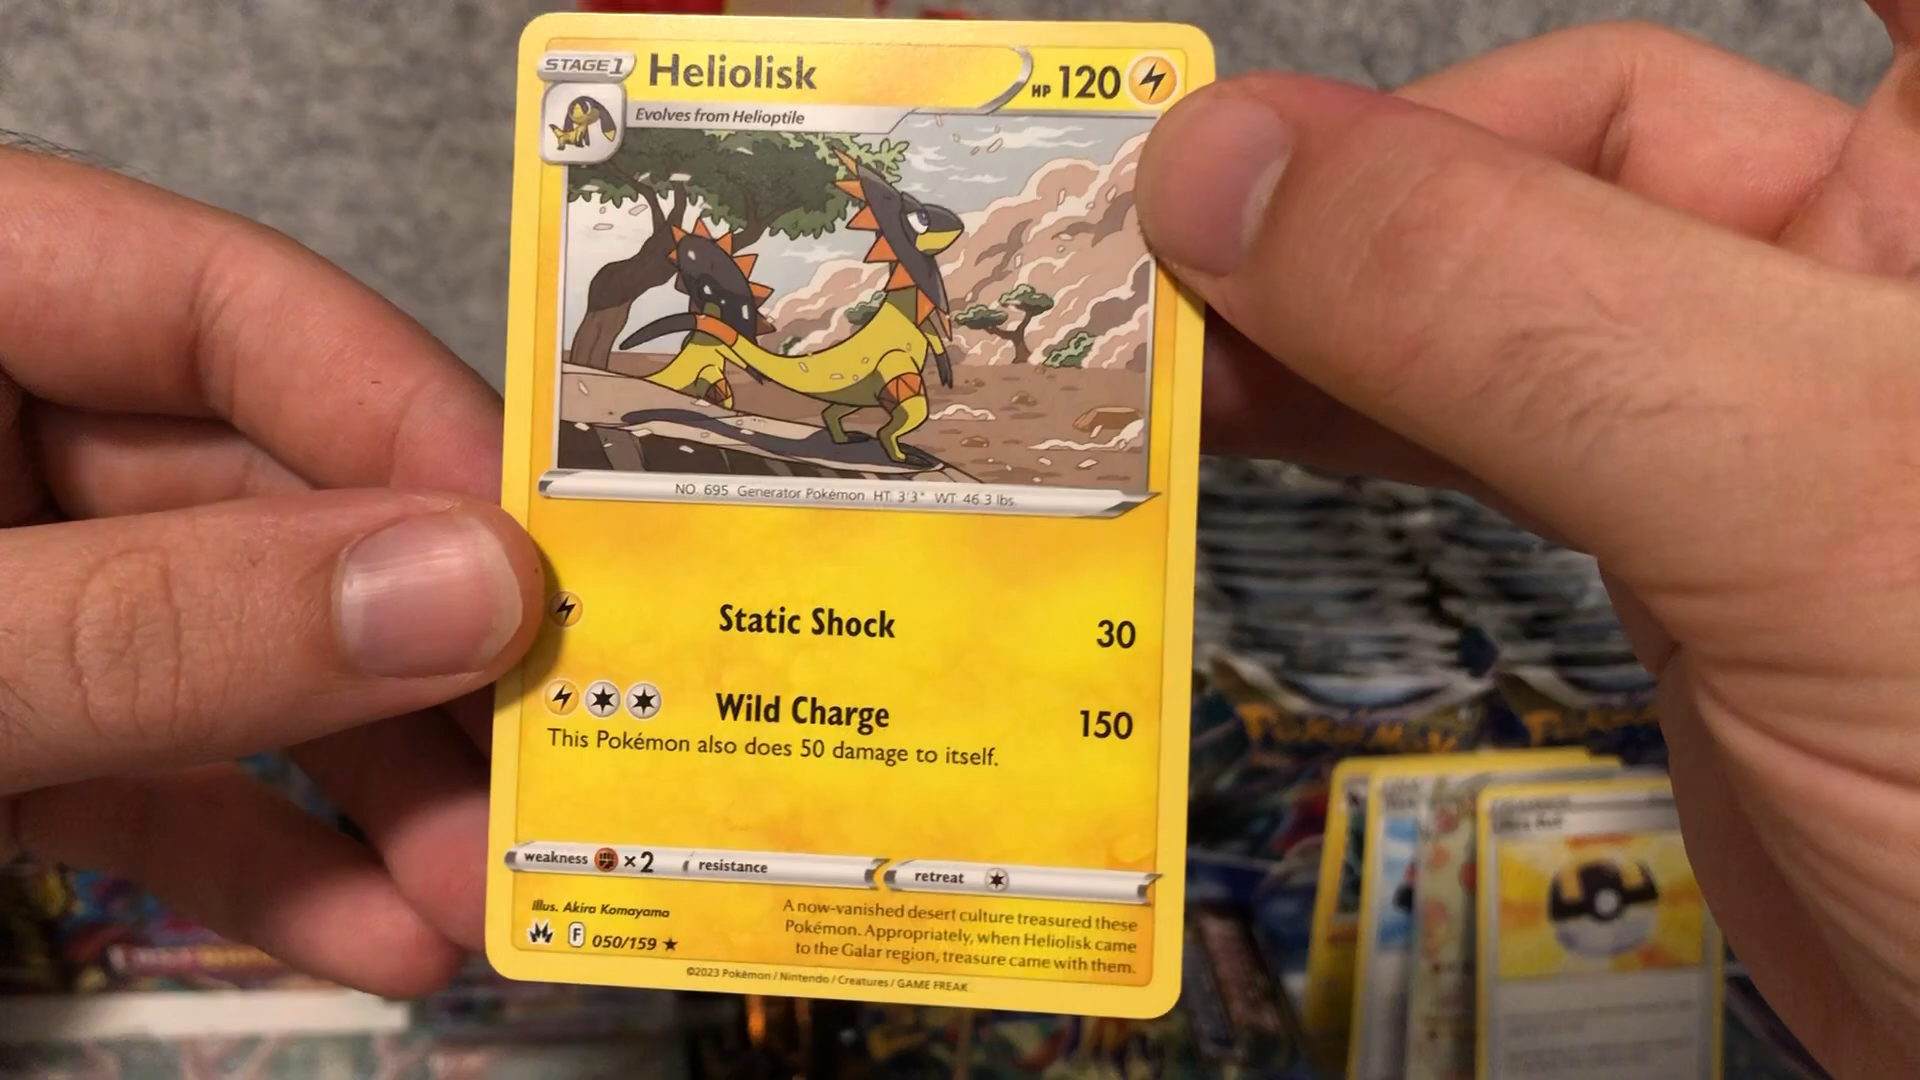 STAGE1
Heliolisk
HP 120
Evolves from Helioptile
NO. 695 Generator Pokémon HT 3'3" WT 46.3 lbs.
Static Shock 30
Wild Charge 150
This Pokémon also does 50 damage to itself.
weakness ×2 resistance retreat
Illus. Akira Komayama
F 050/159 ★
A now-vanished desert culture treasured these
Pokémon. Appropriately, when Heliolisk came
to the Galar region, treasure came with them.
©2023 Pokémon / Nintendo / Creatures / GAME FREAK
POKÉMON
Ultra Ball